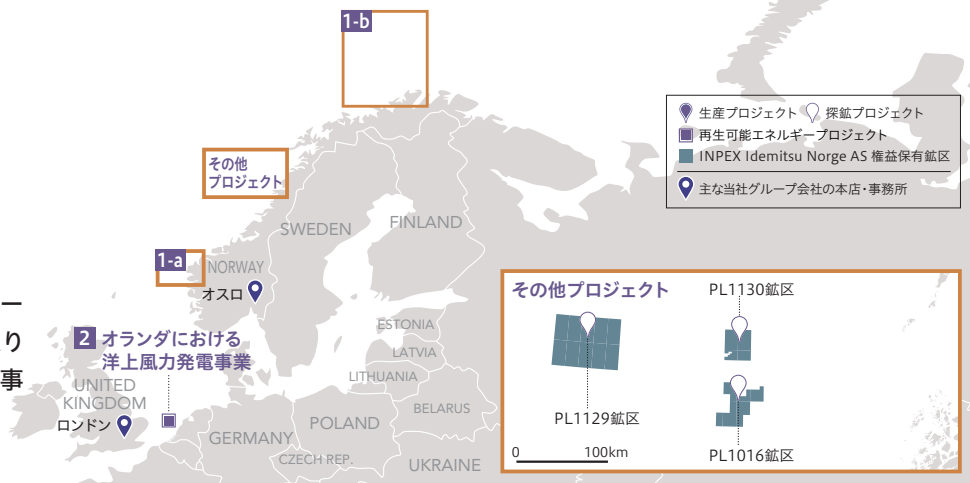 1-b
生産プロジェクト 探鉱プロジェクト
再生可能エネルギープロジェクト
INPEX Idemitsu Norge AS 権益保有鉱区
主な当社グループ会社の本店・事務所
その他
プロジェクト
SWEDEN
FINLAND
1-a
NORWAY
オスロ
ー
り
事
2 オランダにおける
洋上風力発電事業
ESTONIA
LATVIA
LITHUANIA
UNITED
KINGDOM
ロンドン
BELARUS
POLAND
GERMANY
CZECH REP.
UKRAINE
その他プロジェクト
PL1130鉱区
PL1129鉱区
PL1016鉱区
0 100km